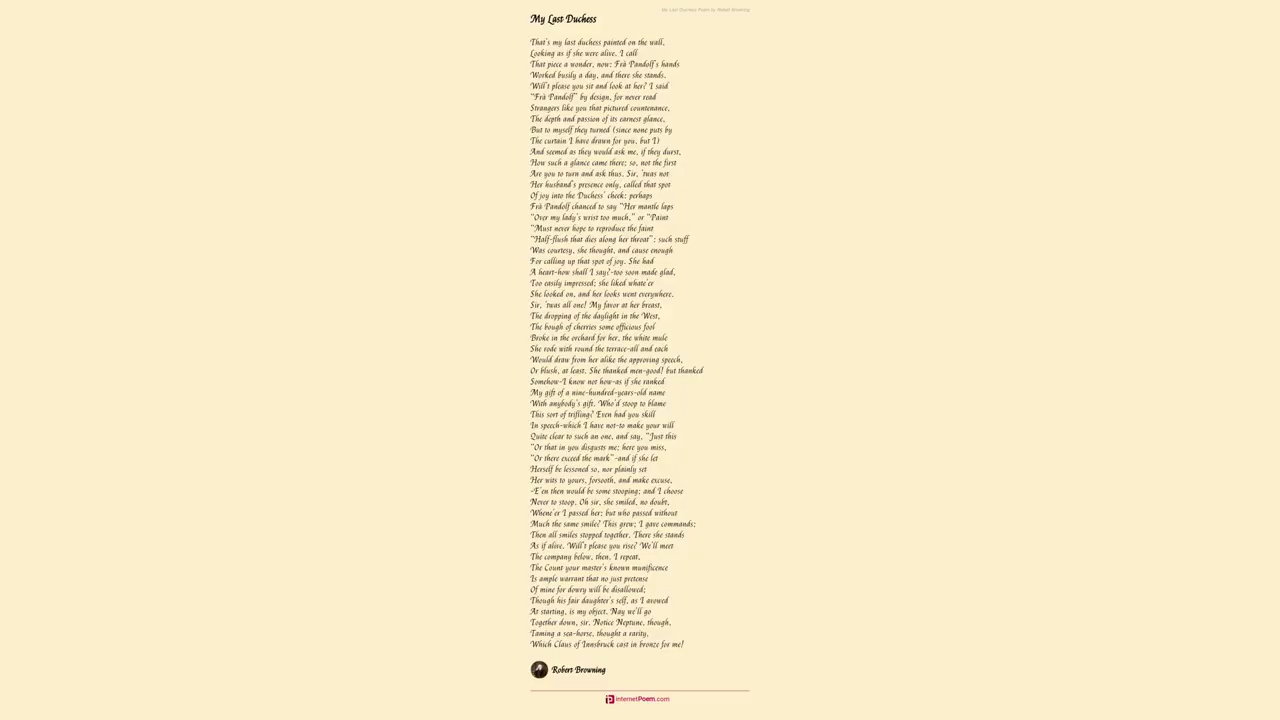 My Last Duchess Poem by Robert Browning
My Last Duchess
That's my last duchess painted on the wall,
Looking as if she were alive. I call
That piece a wonder, now: Frà Pandolf's hands
Worked busily a day, and there she stands.
Will't please you sit and look at her? I said
"Frà Pandolf" by design, for never read
Strangers like you that pictured countenance,
The depth and passion of its earnest glance,
But to myself they turned (since none puts by
The curtain I have drawn for you, but I)
And seemed as they would ask me, if they durst,
How such a glance came there; so, not the first
Are you to turn and ask thus. Sir, 'twas not
Her husband's presence only, called that spot
Of joy into the Duchess' cheek: perhaps
Frà Pandolf chanced to say "Her mantle laps
"Over my lady's wrist too much," or "Paint
"Must never hope to reproduce the faint
"Half-flush that dies along her throat": such stuff
Was courtesy, she thought, and cause enough
For calling up that spot of joy. She had
A heart-how shall I say?-too soon made glad,
Too easily impressed; she liked whate'er
She looked on, and her looks went everywhere.
Sir, 'twas all one! My favor at her breast,
The dropping of the daylight in the West,
The bough of cherries some officious fool
Broke in the orchard for her, the white mule
She rode with round the terrace-all and each
Would draw from her alike the approving speech,
Or blush, at least. She thanked men-good! but thanked
Somehow-I know not how-as if she ranked
My gift of a nine-hundred-years-old name
With anybody's gift. Who'd stoop to blame
This sort of trifling? Even had you skill
In speech-which I have not-to make your will
Quite clear to such an one, and say, "Just this
"Or that in you disgusts me; here you miss,
"Or there exceed the mark"-and if she let
Herself be lessoned so, nor plainly set
Her wits to yours, forsooth, and make excuse,
-E'en then would be some stooping; and I choose
Never to stoop. Oh sir, she smiled, no doubt,
Whene'er I passed her; but who passed without
Much the same smile? This grew; I gave commands;
Then all smiles stopped together. There she stands
As if alive. Will't please you rise? We'll meet
The company below, then. I repeat,
The Count your master's known munificence
Is ample warrant that no just pretense
Of mine for dowry will be disallowed;
Though his fair daughter's self, as I avowed
At starting, is my object. Nay we'll go
Together down, sir. Notice Neptune, though,
Taming a sea-horse, thought a rarity,
Which Claus of Innsbruck cast in bronze for me!
Robert Browning
internetPoem.com